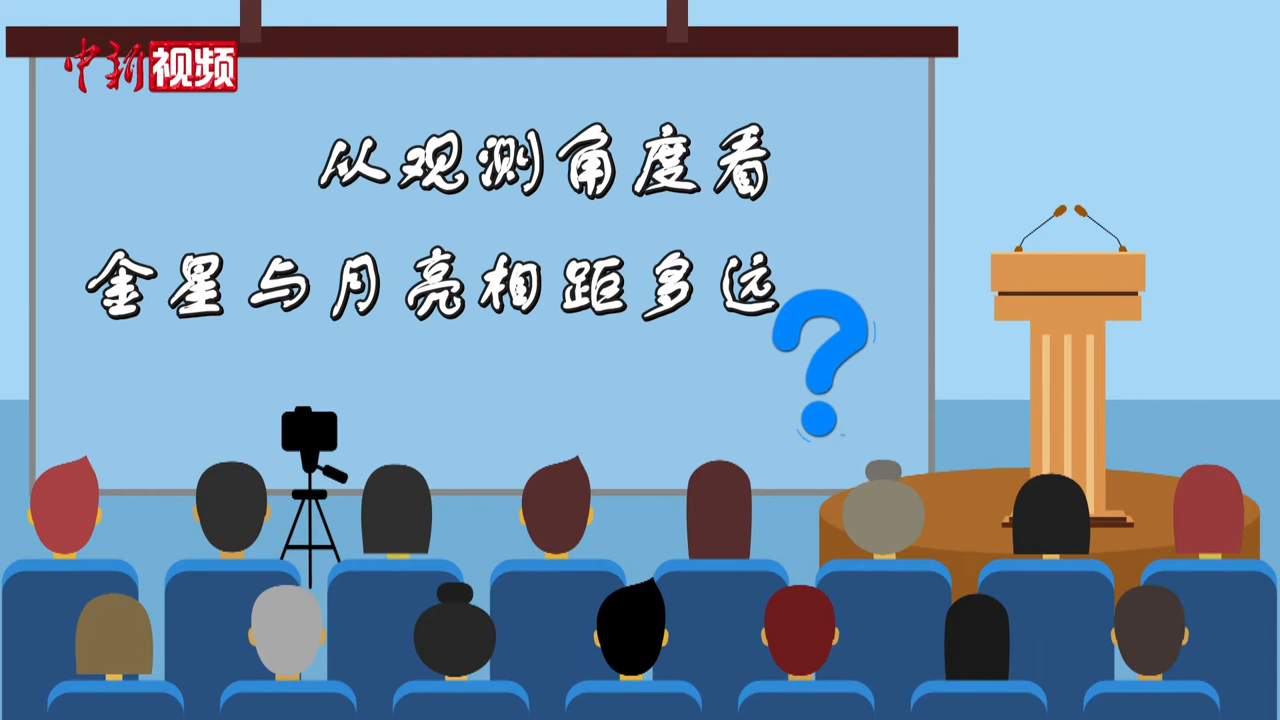 中新视频
从观测角度看
金星与月亮相距多远
?